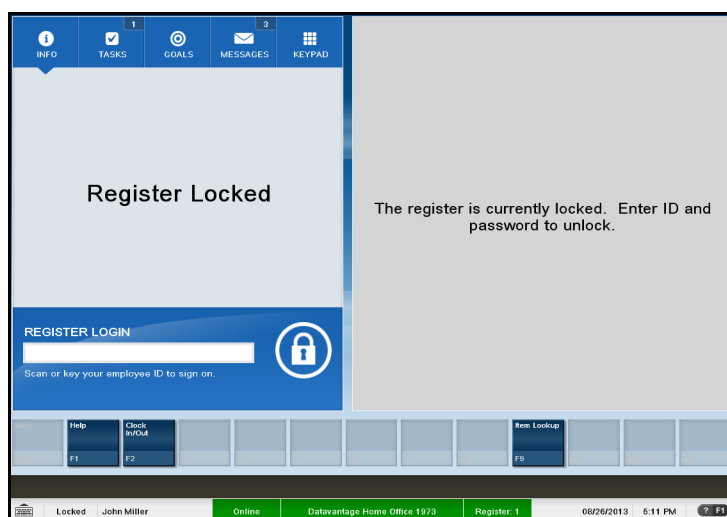 1
3
INFO
TASKS
GOALS
MESSAGES
KEYPAD
Register Locked
The register is currently locked. Enter ID and
password to unlock.
REGISTER LOGIN
Scan or key your employee ID to sign on.
Help
Clock
In/Out
Item Lookup
F1
F2
F9
Locked John Miller Online Datavantage Home Office 1973 Register: 1 08/26/2013 5:11 PM ? F1